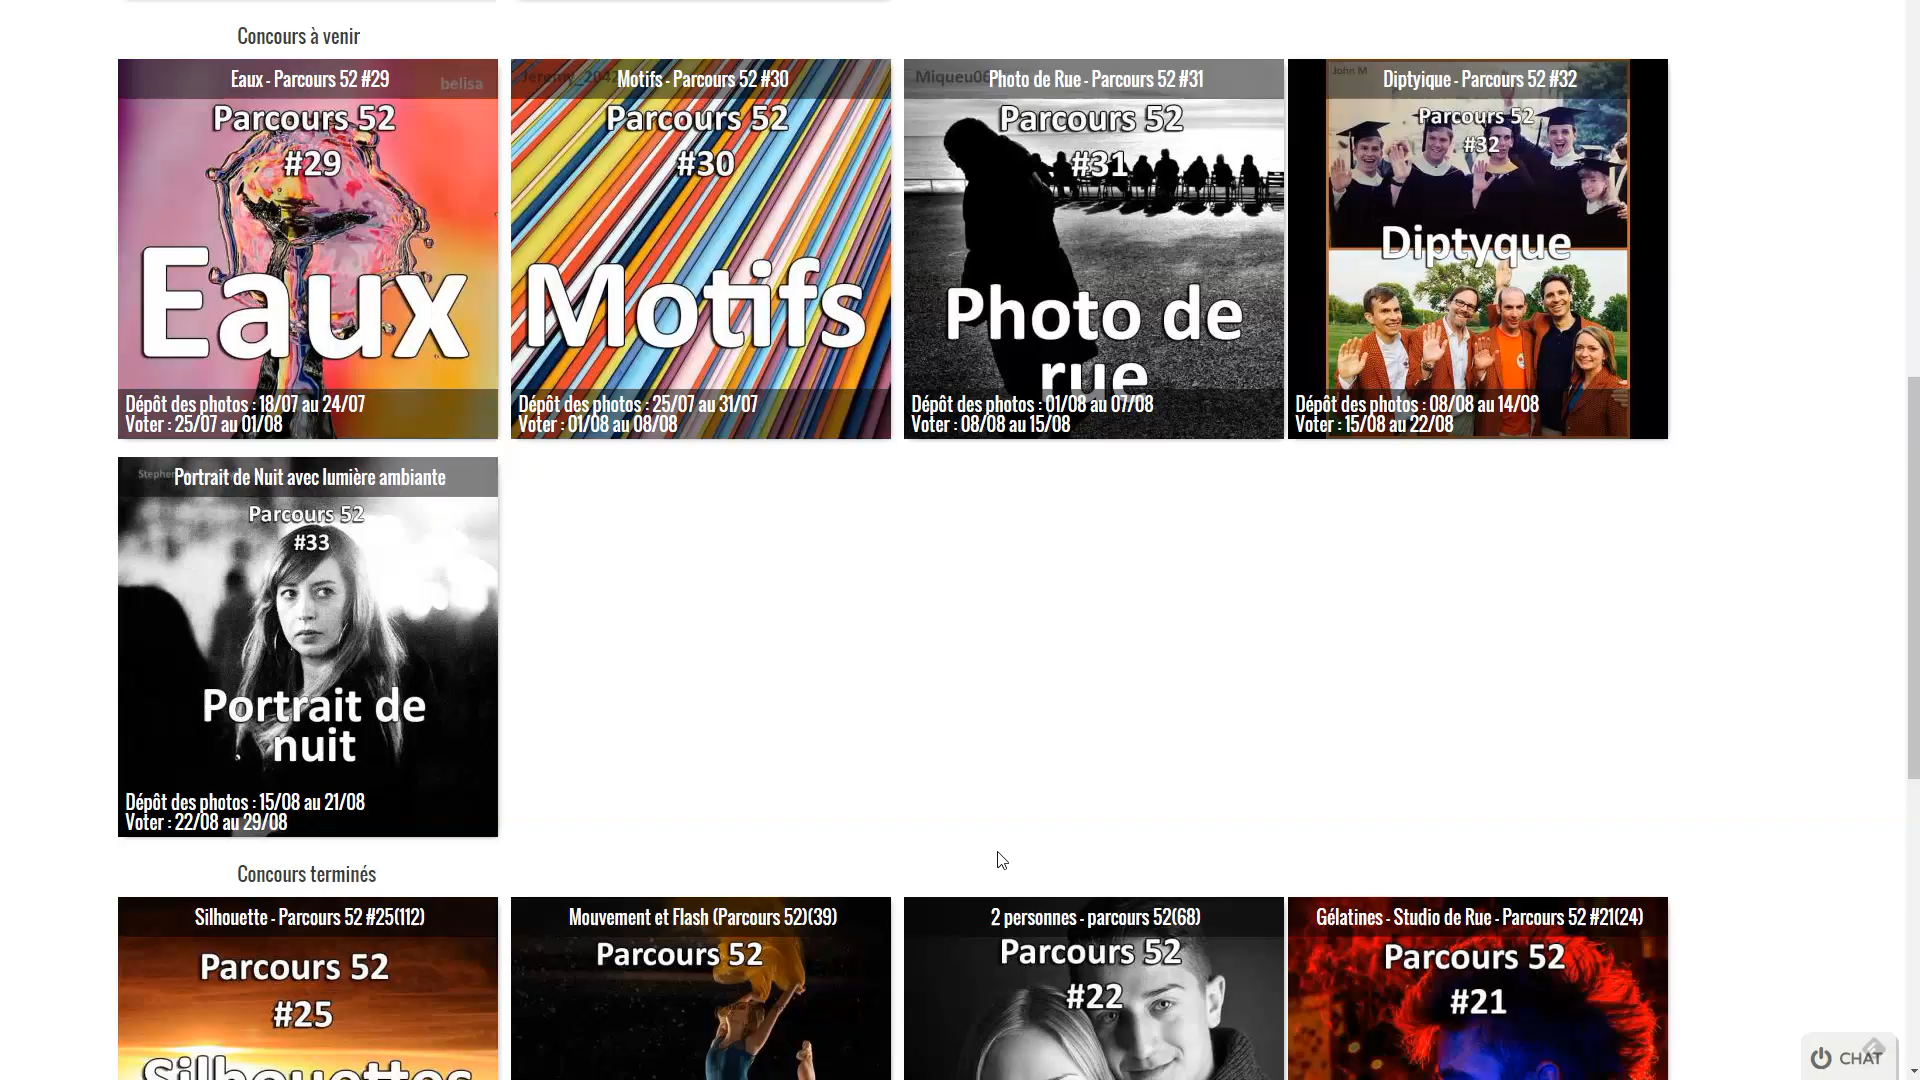 Concours à venir
Eaux - Parcours 52 #29
belisa
Parcours 52
#29
Eaux
Dépôt des photos : 18/07 au 24/07
Voter : 25/07 au 01/08
Motifs - Parcours 52 #30
Parcours 52
#30
Motifs
Dépôt des photos : 25/07 au 31/07
Voter : 01/08 au 08/08
Photo de Rue - Parcours 52 #31
Parcours 52
#31
Photo de
rue
Dépôt des photos : 01/08 au 07/08
Voter : 08/08 au 15/08
John M
Diptyique - Parcours 52 #32
Parcours 52
#32
Diptyque
Dépôt des photos : 08/08 au 14/08
Voter : 15/08 au 22/08
Portrait de Nuit avec lumière ambiante
Parcours 52
#33
Portrait de
nuit
Dépôt des photos : 15/08 au 21/08
Voter : 22/08 au 29/08
Concours terminés
Silhouette - Parcours 52 #25(112)
Parcours 52
#25
Silhouettes
Mouvement et Flash (Parcours 52)(39)
Parcours 52
2 personnes - parcours 52(68)
Parcours 52
#22
Gélatines - Studio de Rue - Parcours 52 #21(24)
Parcours 52
#21
CHAT